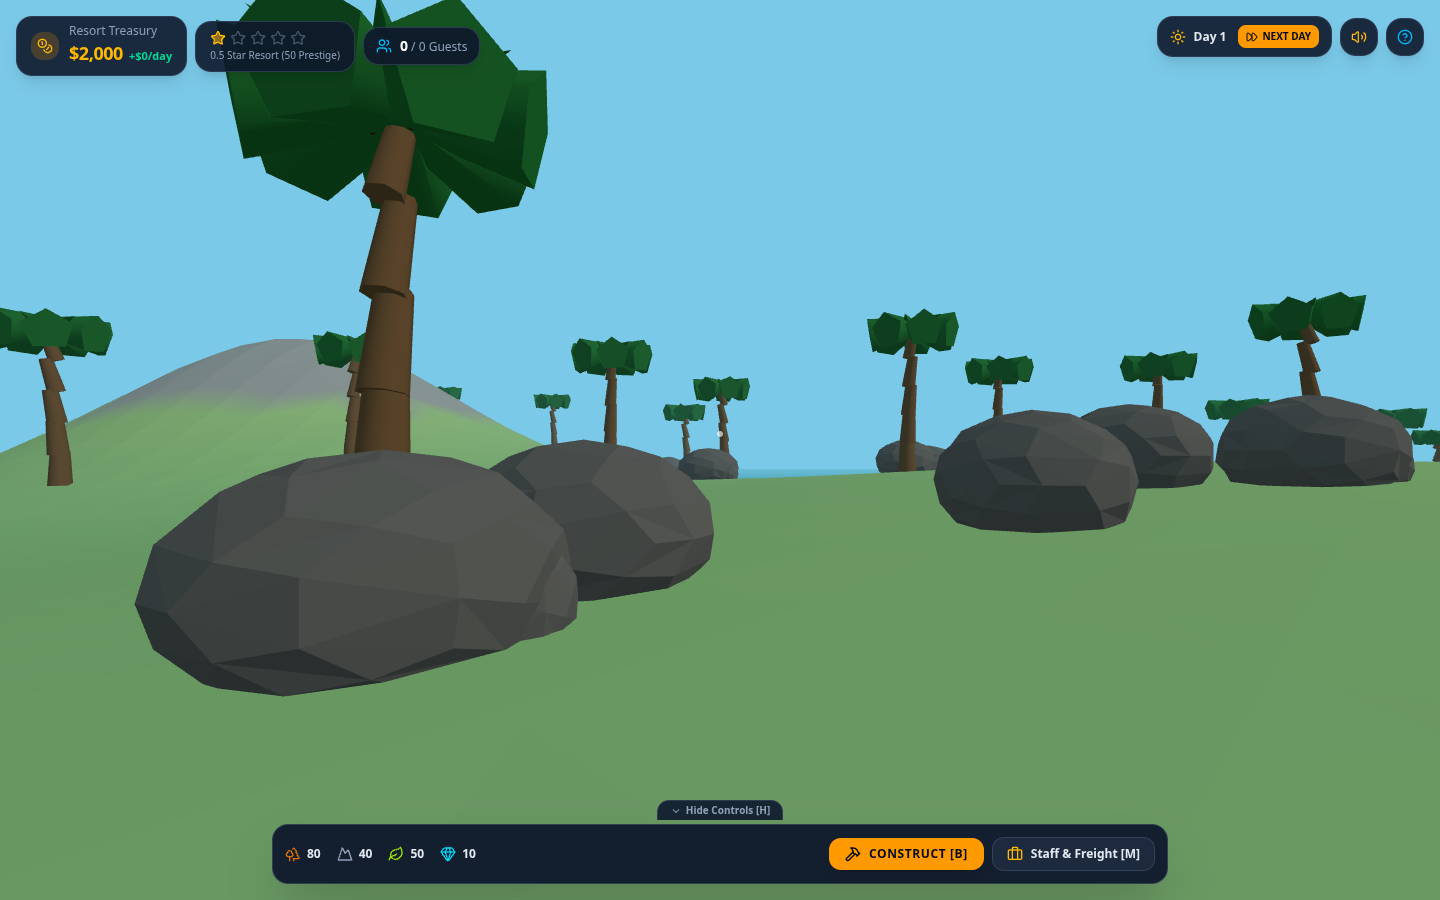 Resort Treasury
$2,000 +$0/day
0.5 Star Resort (50 Prestige)
0 / 0 Guests
Day 1
NEXT DAY
Hide Controls [H]
80
40
50
10
CONSTRUCT [B]
Staff & Freight [M]